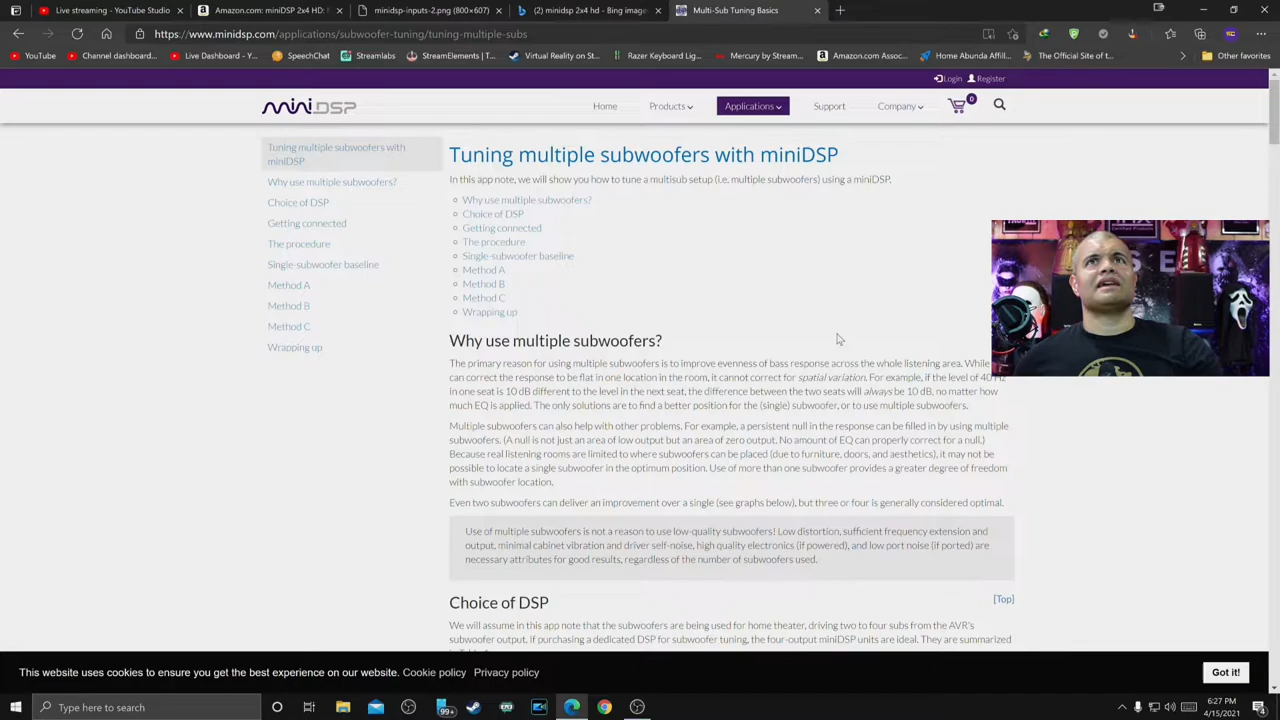 Live streaming - YouTube Studio
Amazon.com: miniDSP 2x4 HD: H
minidsp-inputs-2.png (800×607)
(2) minidsp 2x4 hd - Bing images
Multi-Sub Tuning Basics
https://www.minidsp.com/applications/subwoofer-tuning/tuning-multiple-subs
YouTube
Channel dashboard...
Live Dashboard - Gl...
SpeechChat
Streamlabs
StreamElements | T...
Virtual Reality on St...
Razer Keyboard Lig...
Mercury by Stream...
Amazon.com Assoc...
Home Abunda Affill...
The Official Site of t...
Other favorites
Login Register
miniDSP
Home
Products
Applications
Support
Company
0
Tuning multiple subwoofers with
miniDSP
Why use multiple subwoofers?
Choice of DSP
Getting connected
The procedure
Single-subwoofer baseline
Method A
Method B
Method C
Wrapping up
Tuning multiple subwoofers with miniDSP
In this app note, we will show you how to tune a multisub setup (i.e. multiple subwoofers) using a miniDSP.
Why use multiple subwoofers?
Choice of DSP
Getting connected
The procedure
Single-subwoofer baseline
Method A
Method B
Method C
Wrapping up
Why use multiple subwoofers?
The primary reason for using multiple subwoofers is to improve evenness of bass response across the whole listening area. While
can correct the response to be flat in one location in the room, it cannot correct for spatial variation. For example, if the level of 40 Hz
in one seat is 10 dB different to the level in the next seat, the difference between the two seats will always be 10 dB, no matter how
much EQ is applied. The only solutions are to find a better position for the (single) subwoofer, or to use multiple subwoofers.
Multiple subwoofers can also help with other problems. For example, a persistent null in the response can be filled in by using multiple
subwoofers. (A null is not just an area of low output but an area of zero output. No amount of EQ can properly correct for a null.)
Because real listening rooms are limited to where subwoofers can be placed (due to furniture, doors, and aesthetics), it may not be
possible to locate a single subwoofer in the optimum position. Use of more than one subwoofer provides a greater degree of freedom
with subwoofer location.
Even two subwoofers can deliver an improvement over a single (see graphs below), but three or four is generally considered optimal.
Use of multiple subwoofers is not a reason to use low-quality subwoofers! Low distortion, sufficient frequency extension and
output, minimal cabinet vibration and driver self-noise, high quality electronics (if powered), and low port noise (if ported) are
necessary attributes for good results, regardless of the number of subwoofers used.
[Top]
Choice of DSP
We will assume in this app note that the subwoofers are being used for home theater, driving two to four subs from the AVR's
subwoofer output. If purchasing a dedicated DSP for subwoofer tuning, the four-output miniDSP units are ideal. They are summarized
This website uses cookies to ensure you get the best experience on our website. Cookie policy Privacy policy
Got it!
Type here to search
99+
6:27 PM
4/15/2021
4